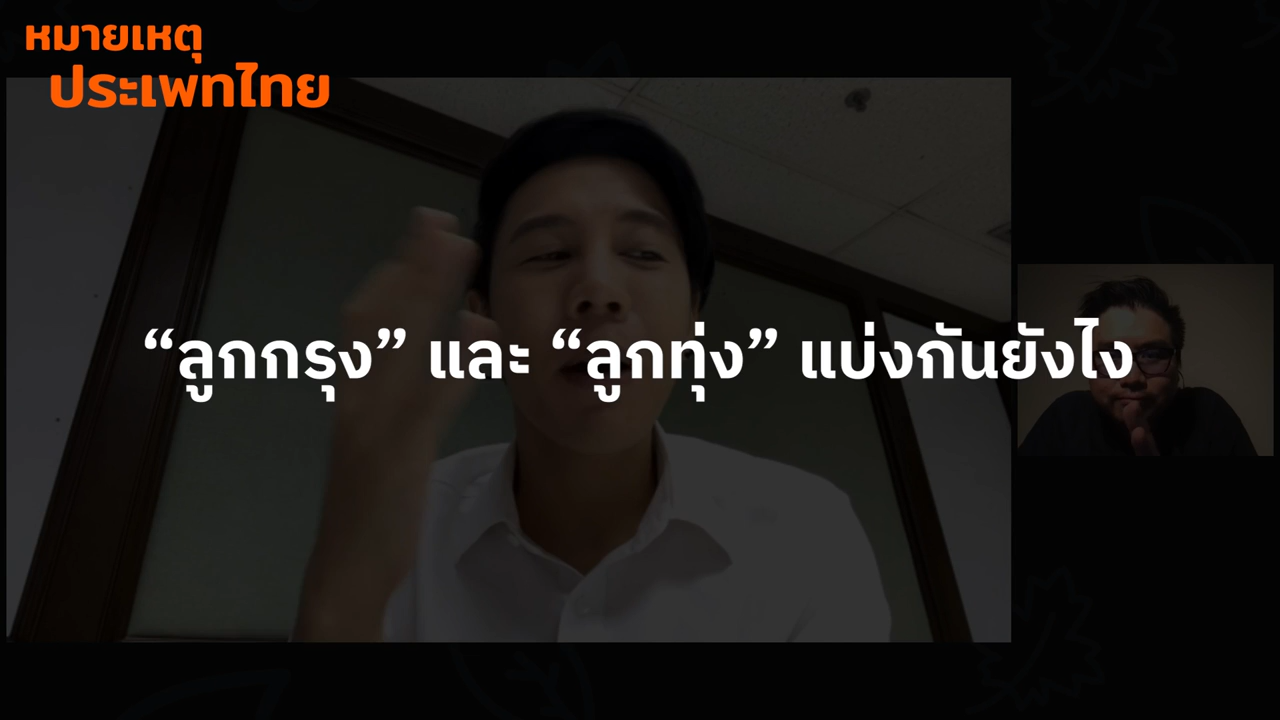 หมายเหตุ
ประเพทไทย
“ลูกกรุง” และ “ลูกทุ่ง” แบ่งกันยังไง